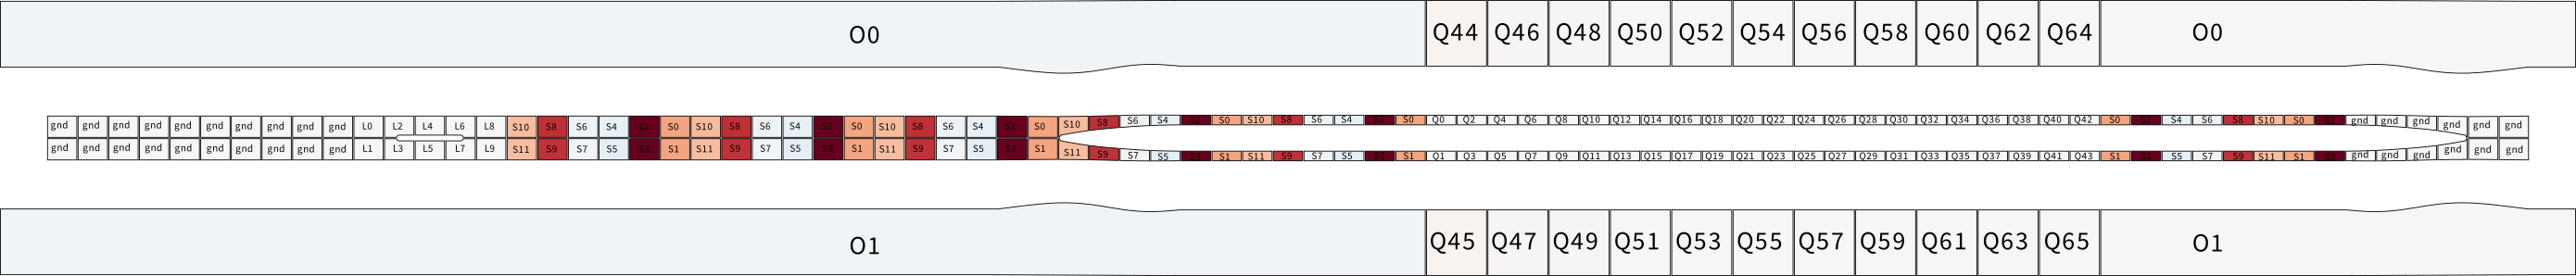 O0 Q44 Q46 Q48 Q50 Q52 Q54 Q56 Q58 Q60 Q62 Q64 O0
gnd gnd gnd gnd gnd gnd gnd gnd gnd gnd L0 L2 L4 L6 L8 S10 S8 S6 S4 S2 S0 S10 S8 S6 S4 S2 S0 S10 S8 S6 S4 S2 S0 S10 S8 S6 S4 S2 S0 S10 S8 S6 S4 S2 S0 Q0 Q2 Q4 Q6 Q8 Q10 Q12 Q14 Q16 Q18 Q20 Q22 Q24 Q26 Q28 Q30 Q32 Q34 Q36 Q38 Q40 Q42 S0 S2 S4 S6 S8 S10 S0 S2 gnd gnd gnd gnd gnd gnd
gnd gnd gnd gnd gnd gnd gnd gnd gnd gnd L1 L3 L5 L7 L9 S11 S9 S7 S5 S3 S1 S11 S9 S7 S5 S3 S1 S11 S9 S7 S5 S3 S1 S11 S9 S7 S5 S3 S1 S11 S9 S7 S5 S3 S1 Q1 Q3 Q5 Q7 Q9 Q11 Q13 Q15 Q17 Q19 Q21 Q23 Q25 Q27 Q29 Q31 Q33 Q35 Q37 Q39 Q41 Q43 S1 S3 S5 S7 S9 S11 S1 S3 gnd gnd gnd gnd gnd gnd
O1 Q45 Q47 Q49 Q51 Q53 Q55 Q57 Q59 Q61 Q63 Q65 O1